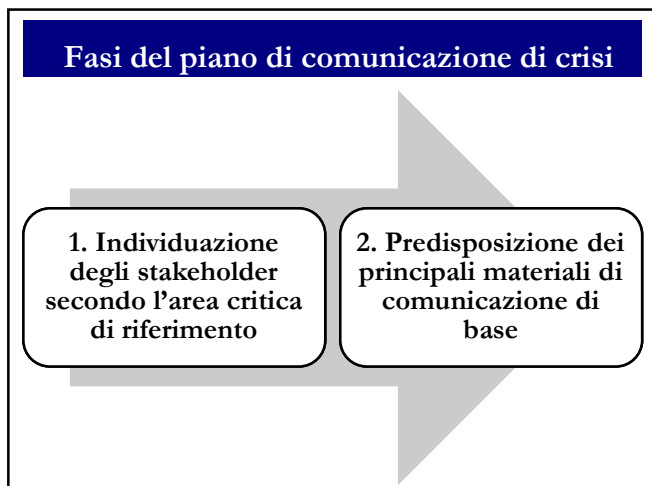 Fasi del piano di comunicazione di crisi
1. Individuazione
degli stakeholder
secondo l’area critica
di riferimento
2. Predisposizione dei
principali materiali di
comunicazione di
base